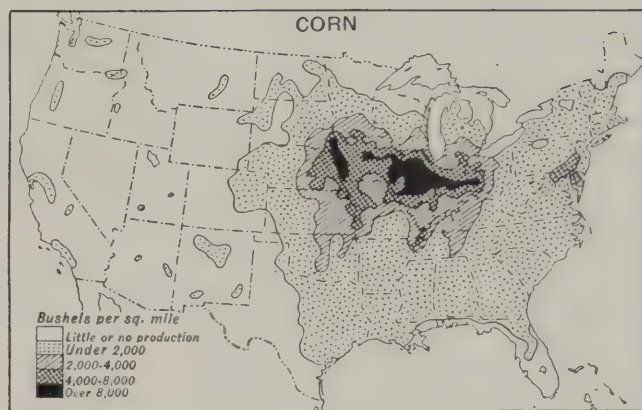 CORN
Bushels per sq. mile
Little or no production
Under 2,000
2,000-4,000
4,000-8,000
Over 8,000